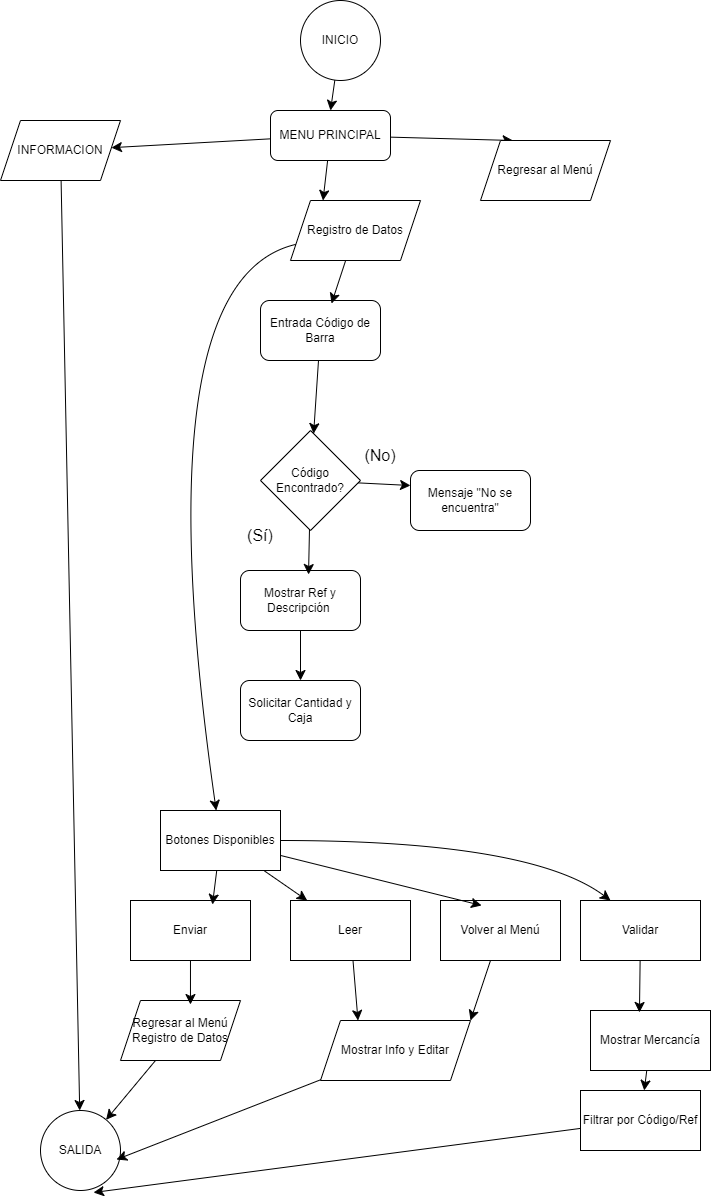 INICIO
MENU PRINCIPAL
INFORMACION
Regresar al Menú
Registro de Datos
Entrada Código de
Barra
(No)
Código
Encontrado?
Mensaje "No se
encuentra"
(Sí)
Mostrar Ref y
Descripción
Solicitar Cantidad y
Caja
Botones Disponibles
Enviar
Leer
Volver al Menú
Validar
Regresar al Menú
Registro de Datos
Mostrar Info y Editar
Mostrar Mercancía
Filtrar por Código/Ref
SALIDA